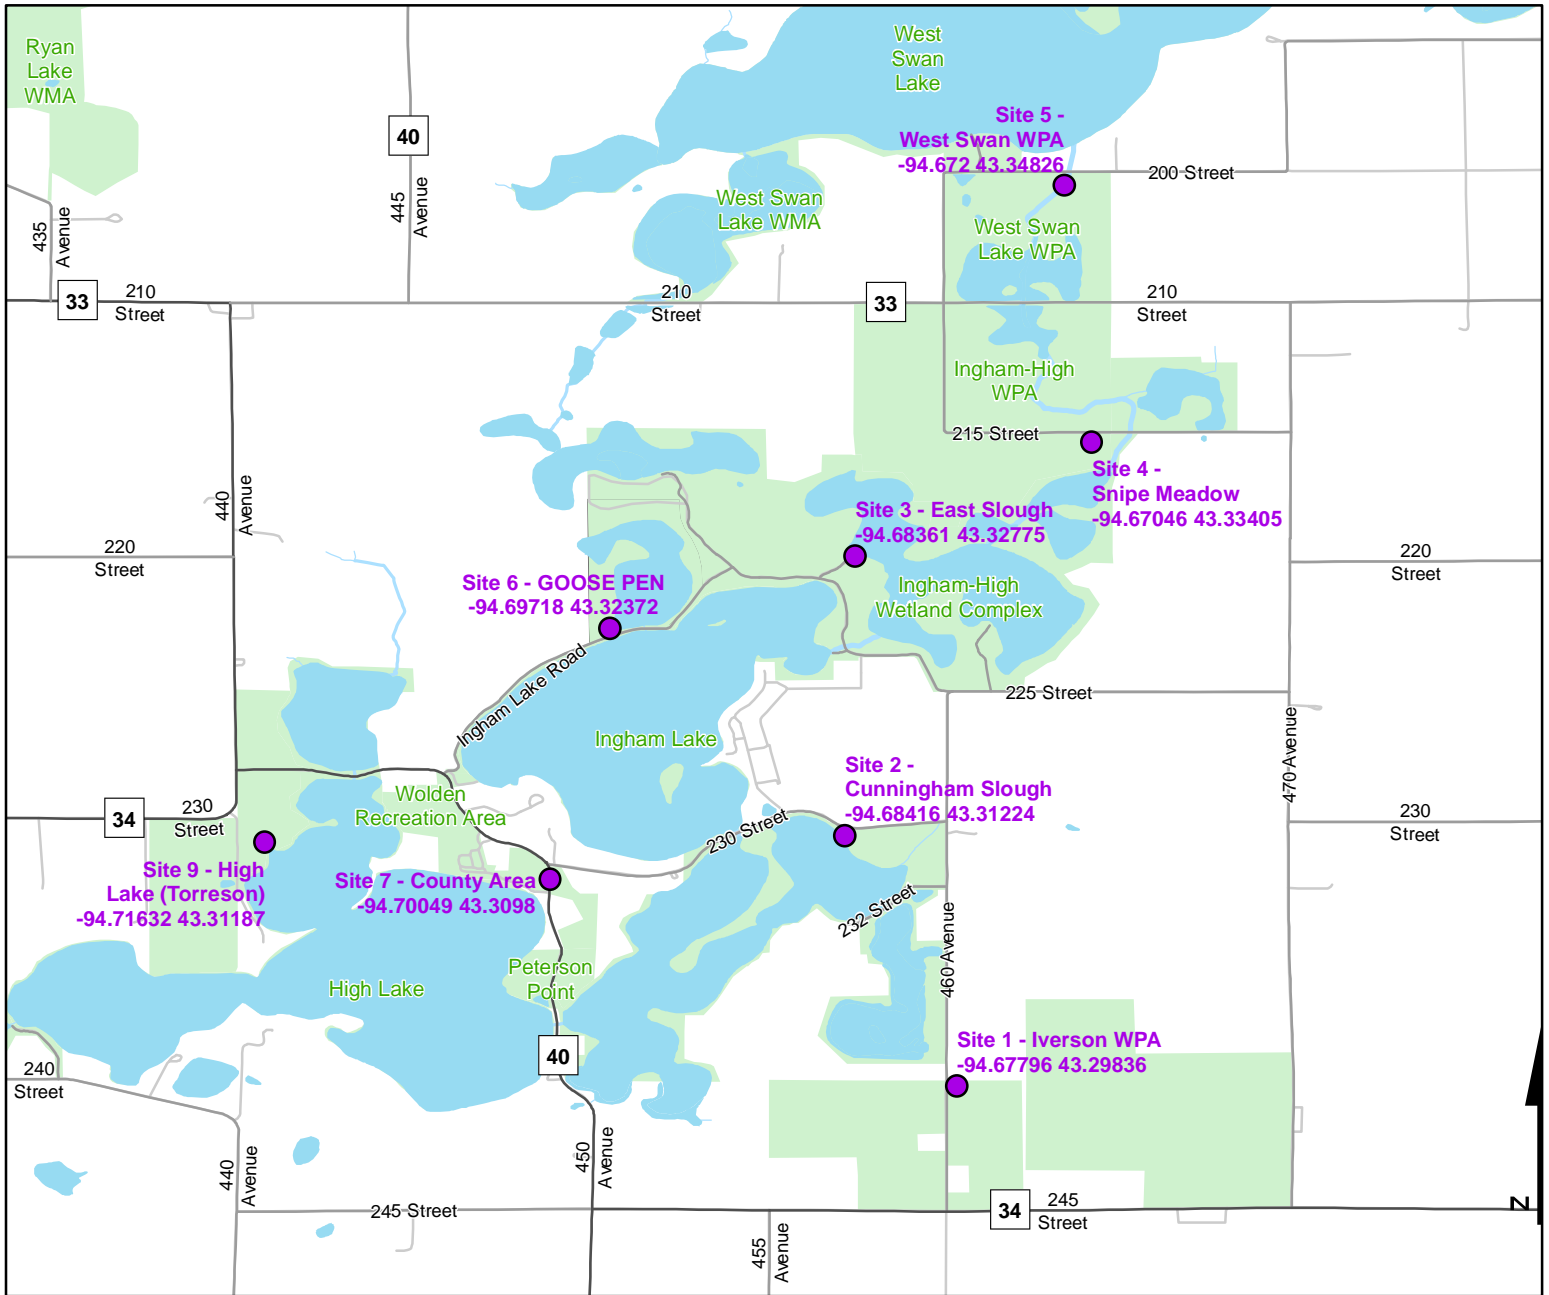 Ryan
Lake
WMA
West
Swan
Lake
40
445
Avenue
Site 5 -
West Swan WPA
-94.672 43.34826
200 Street
West Swan
Lake WMA
West Swan
Lake WPA
435
Avenue
33
210
Street
210
Street
33
210
Street
Ingham-High
WPA
215 Street
Site 4 -
Snipe Meadow
-94.67046 43.33405
440
Avenue
Site 3 - East Slough
-94.68361 43.32775
220
Street
220
Street
Site 6 - GOOSE PEN
-94.69718 43.32372
Ingham-High
Wetland Complex
Ingham Lake Road
225 Street
Ingham Lake
470 Avenue
Site 2 -
Cunningham Slough
-94.68416 43.31224
Wolden
Recreation Area
34
230
Street
230 Street
230
Street
Site 9 - High
Lake (Torreson)
-94.71632 43.31187
Site 7 - County Area
-94.70049 43.3098
232 Street
460 Avenue
High Lake
Peterson
Point
40
Site 1 - Iverson WPA
-94.67796 43.29836
240
Street
440
Avenue
450
Avenue
245 Street
34
245
Street
455
Avenue
N